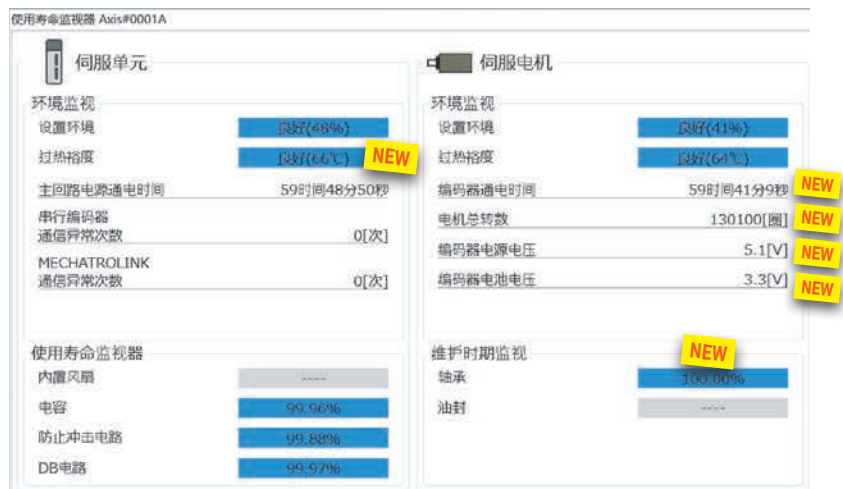 使用寿命监视器 Axis#0001A
伺服单元
环境监视
设置环境 良好(48%)
过热裕度 良好(66℃) NEW
主回路电源通电时间 59时间48分50秒
串行编码器
通信异常次数 0[次]
MECHATROLINK
通信异常次数 0[次]
使用寿命监视器
内置风扇 ----
电容 99.96%
防止冲击电路 99.88%
DB电路 99.97%
伺服电机
环境监视
设置环境 良好(41%)
过热裕度 良好(64℃)
编码器通电时间 59时间41分9秒 NEW
电机总转数 130100[圈] NEW
编码器电源电压 5.1[V] NEW
编码器电池电压 3.3[V] NEW
维护时期监视 NEW
轴承 100.00%
油封 ----